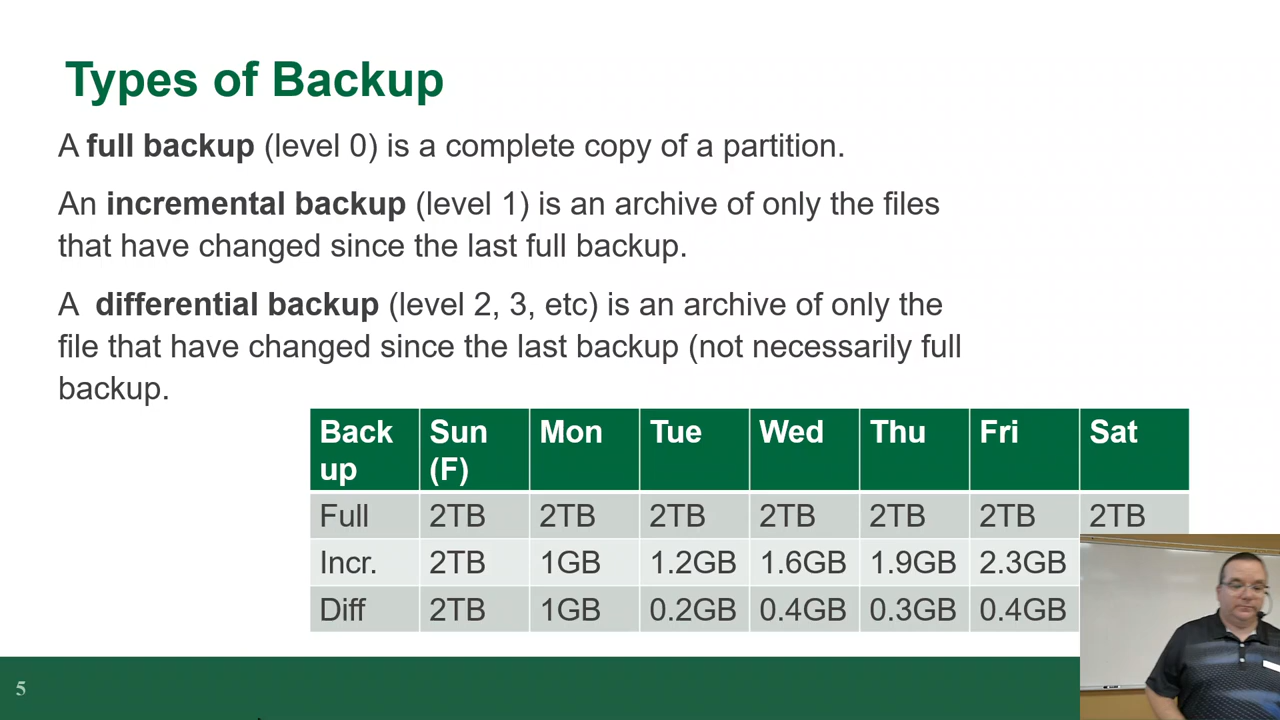 Types of Backup
A full backup (level 0) is a complete copy of a partition.
An incremental backup (level 1) is an archive of only the files
that have changed since the last full backup.
A differential backup (level 2, 3, etc) is an archive of only the
file that have changed since the last backup (not necessarily full
backup.
Back up Sun (F) Mon Tue Wed Thu Fri Sat
Full 2TB 2TB 2TB 2TB 2TB 2TB 2TB
Incr. 2TB 1GB 1.2GB 1.6GB 1.9GB 2.3GB
Diff 2TB 1GB 0.2GB 0.4GB 0.3GB 0.4GB
5